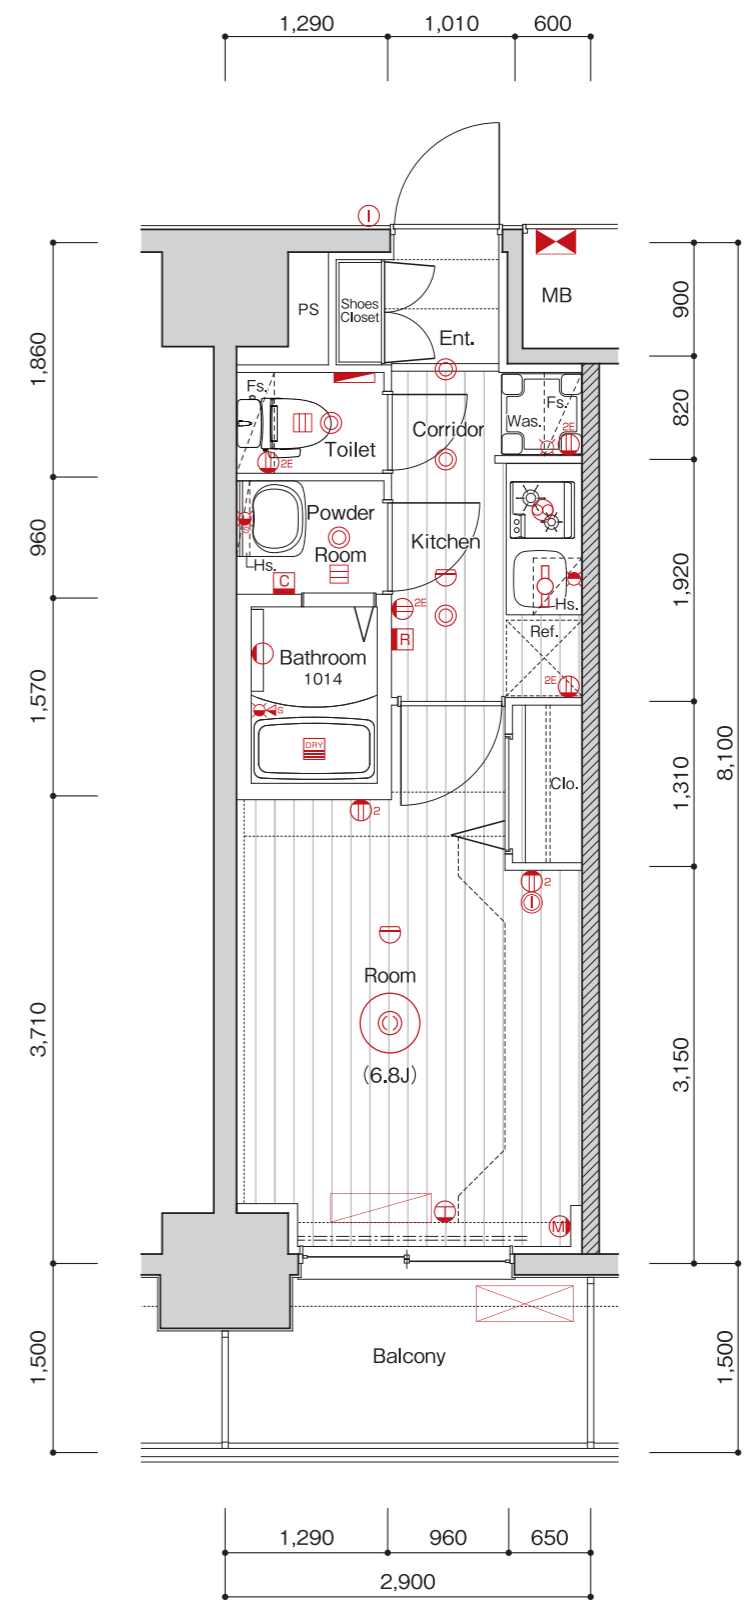 1,290
1,010
600
I
MB
PS
Shoes
Closet
Ent.
900
1,860
Fs.
Toilet
2E
Corridor
Was.
Fs.
2E
820
960
Powder
Room
S
Hs.
C
Kitchen
2E
R
Hs.
1,920
Ref.
2E
1,570
Bathroom
1014
S
DRY
Clo.
1,310
8,100
2
2
I
3,710
Room
(6.8J)
3,150
T
M
1,500
Balcony
1,500
1,290
960
650
2,900